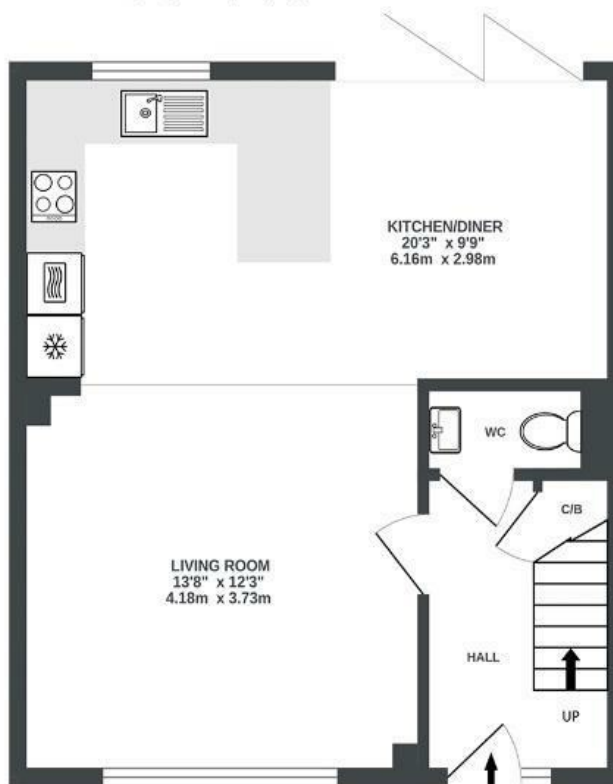 KITCHEN/DINER
20'3" x 9'9"
6.16m x 2.98m
WC
C/B
LIVING ROOM
13'8" x 12'3"
4.18m x 3.73m
HALL
UP